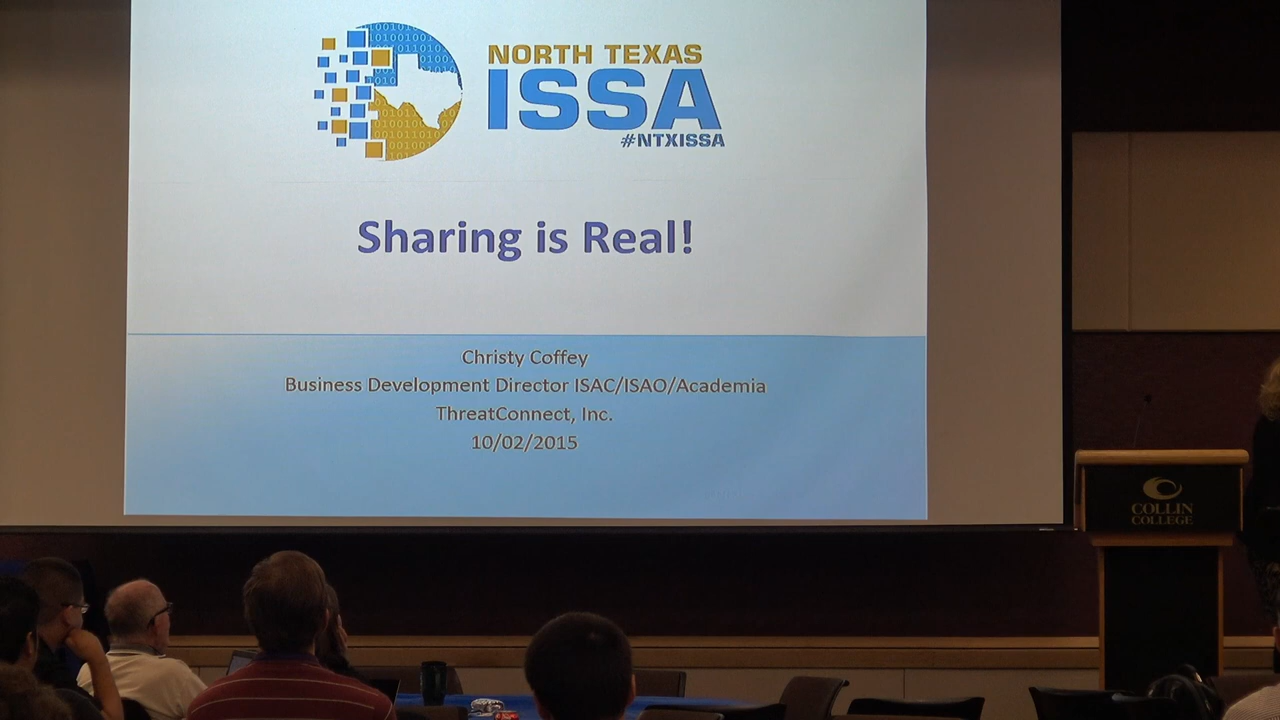 NORTH TEXAS
ISSA
#NTXISSA
Sharing is Real!
Christy Coffey
Business Development Director ISAC/ISAO/Academia
ThreatConnect, Inc.
10/02/2015
COLLIN
COLLEGE